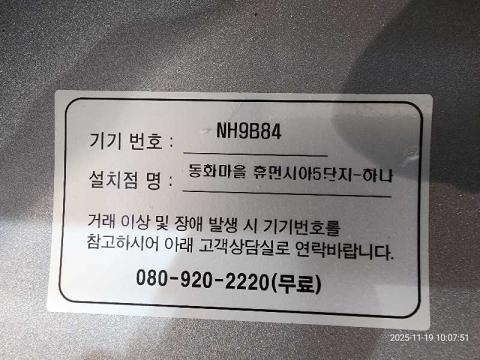 기기 번호 : NH9B84
설치점 명 : 동화마을 휴먼시아5단지-하나
거래 이상 및 장애 발생 시 기기번호를
참고하시어 아래 고객상담실로 연락바랍니다.
080-920-2220(무료)
2025-11-19 10:07:51